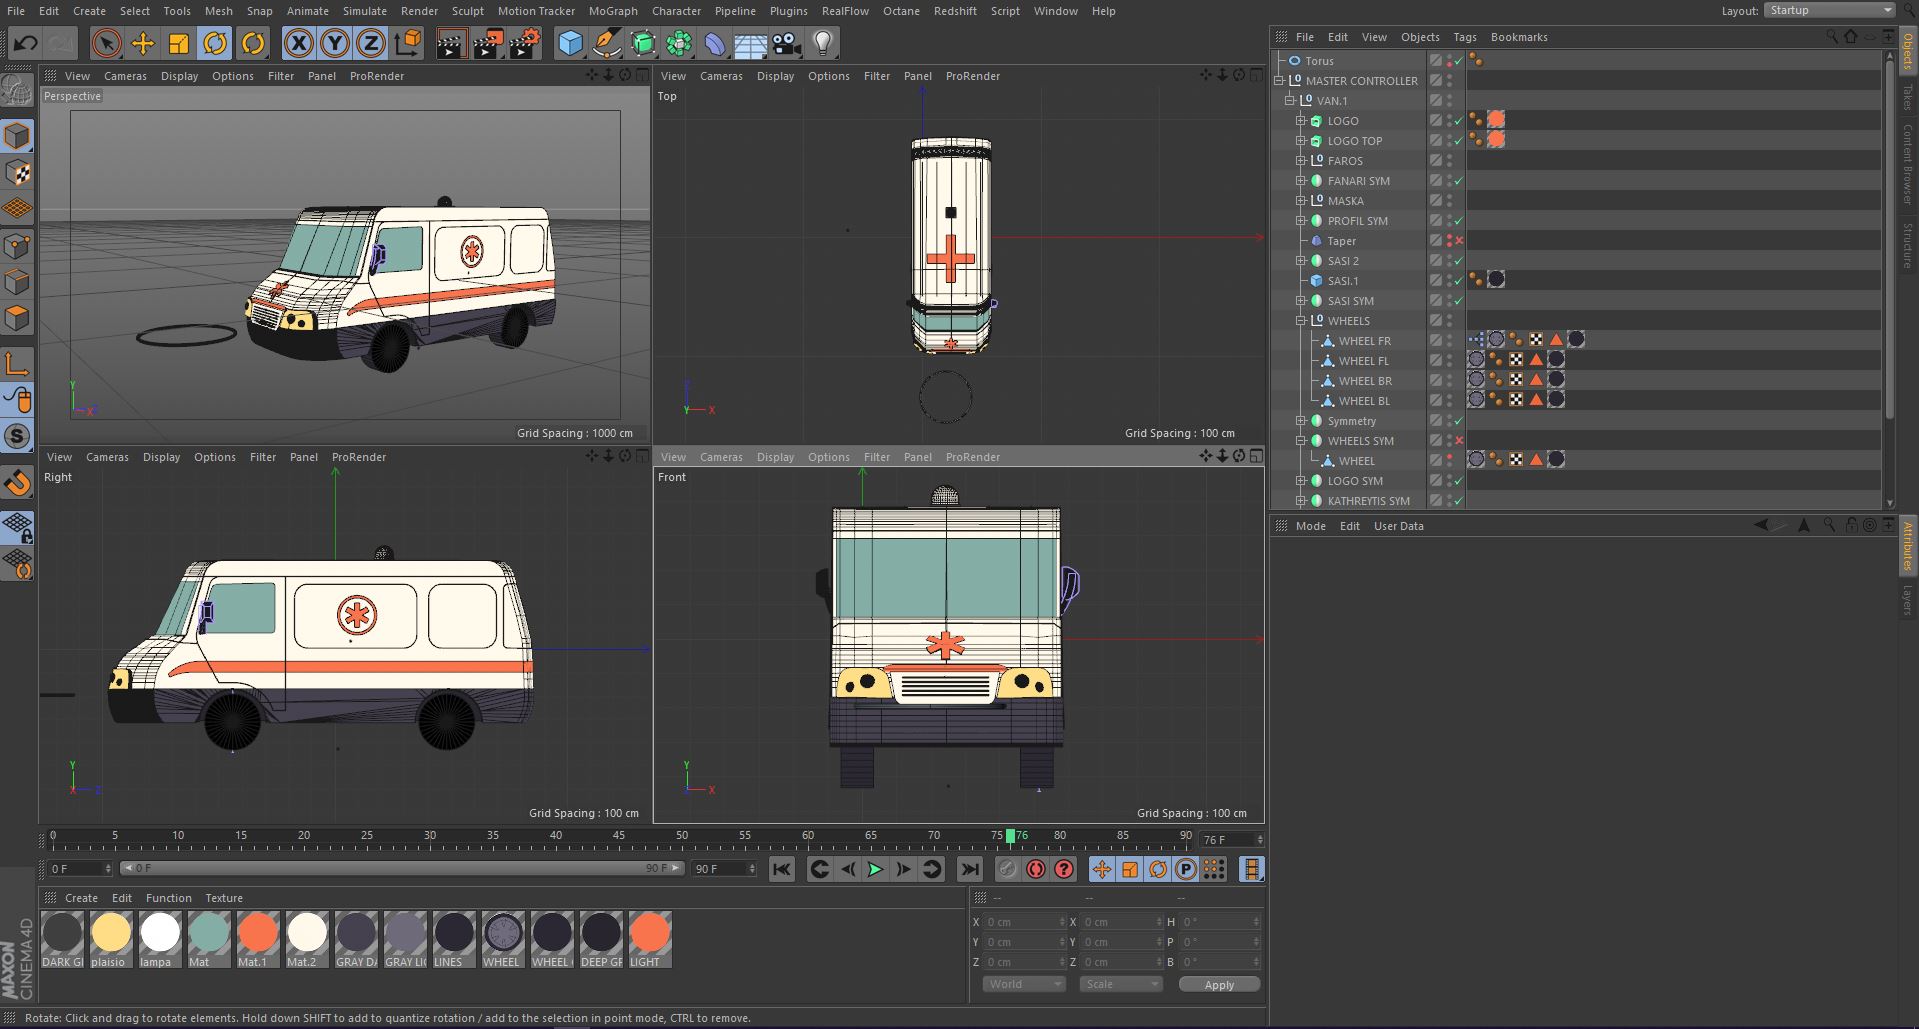 File Edit Create Select Tools Mesh Snap Animate Simulate Render Sculpt Motion Tracker MoGraph Character Pipeline Plugins RealFlow Octane Redshift Script Window Help Layout: Startup
View Cameras Display Options Filter Panel ProRender
Perspective
Grid Spacing : 1000 cm
Y
X
View Cameras Display Options Filter Panel ProRender
Top
Grid Spacing : 100 cm
Y X
View Cameras Display Options Filter Panel ProRender
Right
Grid Spacing : 100 cm
Y
X Z
View Cameras Display Options Filter Panel ProRender
Front
Grid Spacing : 100 cm
Y
X
0 5 10 15 20 25 30 35 40 45 50 55 60 65 70 75 76 80 85 90 76 F
0 F 0 F 90 F 90 F
Create Edit Function Texture
plaisio lampa Mat Mat.1 Mat.2 LINES WHEEL WHEEL LIGHT
-- -- --
X 0 cm X 0 cm H 0 °
Y 0 cm Y 0 cm P 0 °
Z 0 cm Z 0 cm B 0 °
World Scale Apply
MAXON CINEMA 4D
Rotate: Click and drag to rotate elements. Hold down SHIFT to add to quantize rotation / add to the selection in point mode, CTRL to remove.
File Edit View Objects Tags Bookmarks
Torus
MASTER CONTROLLER
VAN.1
LOGO
LOGO TOP
FAROS
FANARI SYM
MASKA
PROFIL SYM
Taper
SASI 2
SASI.1
SASI SYM
WHEELS
WHEEL FR
WHEEL FL
WHEEL BR
WHEEL BL
Symmetry
WHEELS SYM
WHEEL
LOGO SYM
KATHREYTIS SYM
Mode Edit User Data
Objects
Takes
Content Browser
Structure
Attributes
Layers